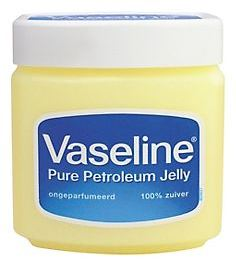 Vaseline®
Pure Petroleum Jelly
ongeparfumeerd 100% zuiver